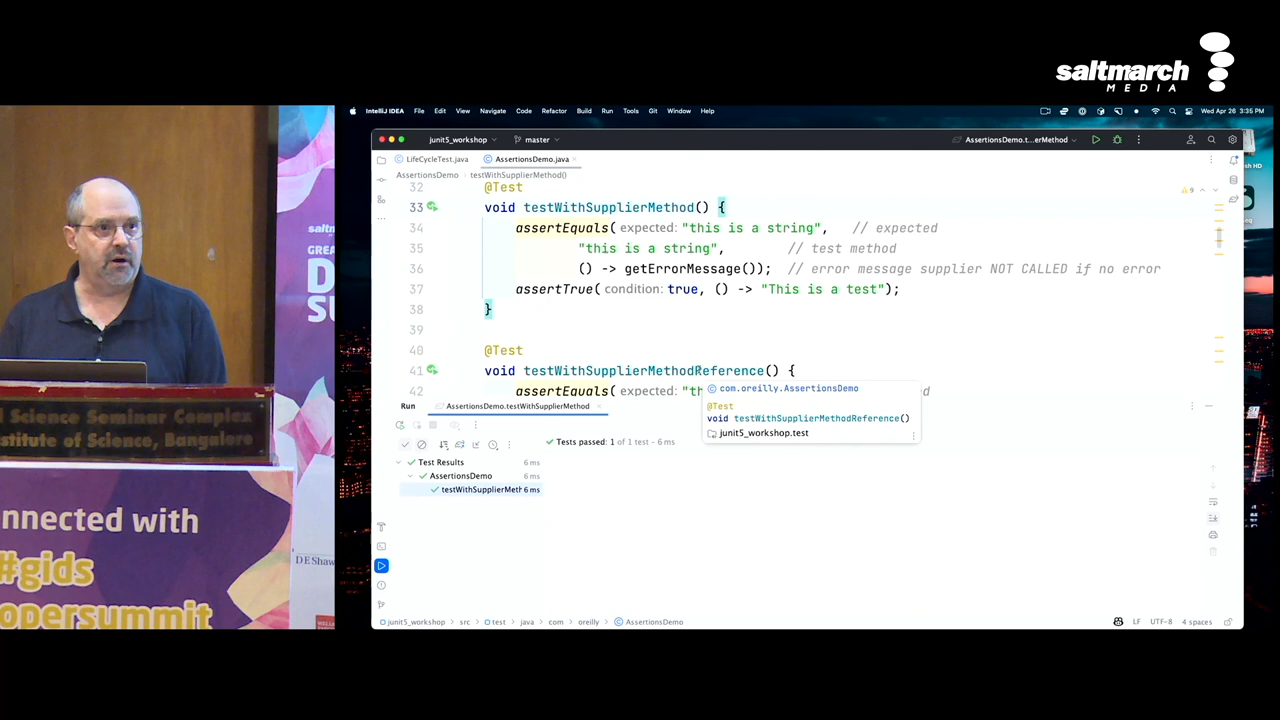 saltmarch
MEDIA
IntelliJ IDEA File Edit View Navigate Code Refactor Build Run Tools Git Window Help
Wed Apr 26 3:35 PM
junit5_workshop master
AssertionsDemo.t...erMethod
LifeCycleTest.java AssertionsDemo.java
AssertionsDemo testWithSupplierMethod()
9
32 @Test
33 void testWithSupplierMethod() {
34 assertEquals( expected: "this is a string", // expected
35 "this is a string", // test method
36 () -> getErrorMessage()); // error message supplier NOT CALLED if no error
37 assertTrue( condition: true, () -> "This is a test");
38 }
39
40 @Test
41 void testWithSupplierMethodReference() {
42 assertEquals( expected: "th
com.oreilly.AssertionsDemo
@Test
void testWithSupplierMethodReference()
junit5_workshop.test
Run AssertionsDemo.testWithSupplierMethod
Tests passed: 1 of 1 test – 6 ms
Test Results 6 ms
AssertionsDemo 6 ms
testWithSupplierMeth 6 ms
junit5_workshop src test java com oreilly AssertionsDemo
LF UTF-8 4 spaces
saltm
GREA
D
SU
l Science Seminar Complex
stitute of Science, Bangalore
nnected with
#gids
opersummit
DEShaw